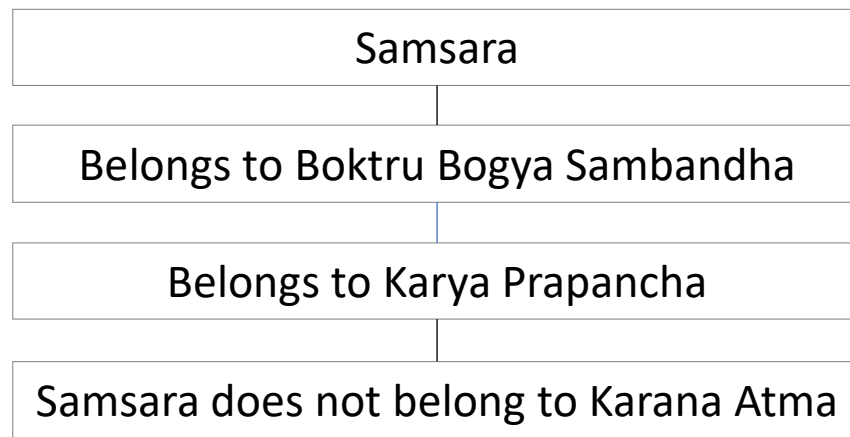 Samsara
Belongs to Boktru Bogya Sambandha
Belongs to Karya Prapancha
Samsara does not belong to Karana Atma